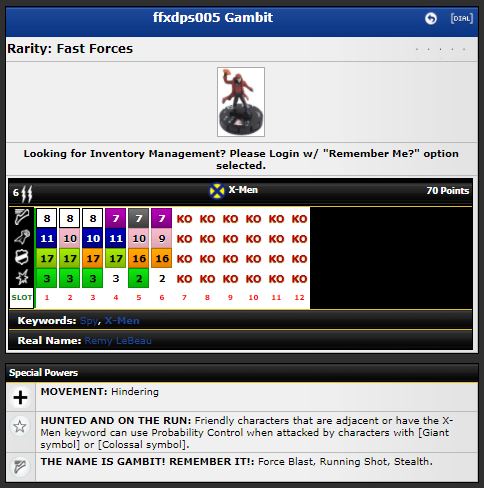 ffxdps005 Gambit
[DIAL]
Rarity: Fast Forces
Looking for Inventory Management? Please Login w/ "Remember Me?" option
selected.
6 X-Men 70 Points
8 8 8 7 7 7 KO KO KO KO KO KO
11 10 10 11 10 9 KO KO KO KO KO KO
17 17 17 17 16 16 KO KO KO KO KO KO
3 3 3 3 2 2 KO KO KO KO KO KO
SLOT 1 2 3 4 5 6 7 8 9 10 11 12
Keywords: Spy, X-Men
Real Name: Remy LeBeau
Special Powers
MOVEMENT: Hindering
HUNTED AND ON THE RUN: Friendly characters that are adjacent or have the X-
Men keyword can use Probability Control when attacked by characters with [Giant
symbol] or [Colossal symbol].
THE NAME IS GAMBIT! REMEMBER IT!: Force Blast, Running Shot, Stealth.